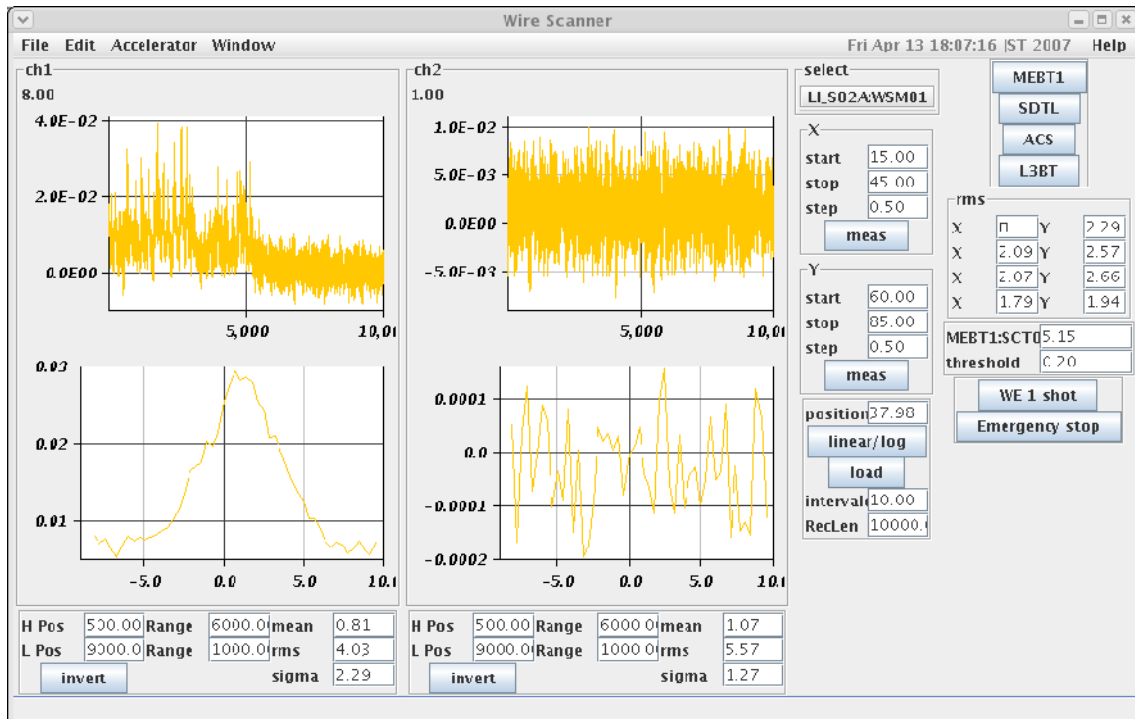 Wire Scanner
File Edit Accelerator Window Fri Apr 13 18:07:16 JST 2007 Help
ch1
8.00
4.0E-02
2.0E-02
0.0E00
5,000 10,0
0.03
0.02
0.01
-5.0 0.0 5.0 10.
H Pos 500.00 Range 6000.0 mean 0.81
L Pos 9000.0 Range 1000.0 rms 4.03
invert sigma 2.29
ch2
1.00
1.0E-02
5.0E-03
0.0E00
-5.0E-03
5,000 10,0
0.0001
0.0
-0.0001
-0.0002
-5.0 0.0 5.0 10.
H Pos 500.00 Range 6000.0 mean 1.07
L Pos 9000.0 Range 1000.0 rms 5.57
invert sigma 1.27
select
LI_S02A:WSM01
X
start 15.00
stop 45.00
step 0.50
meas
Y
start 60.00
stop 85.00
step 0.50
meas
position 37.98
linear/log
load
interval 10.00
RecLen 10000.
MEBT1
SDTL
ACS
L3BT
rms
X Y 2.29
X 2.09 Y 2.57
X 2.07 Y 2.66
X 1.79 Y 1.94
MEBT1:SCT0 5.15
threshold 0.20
WE 1 shot
Emergency stop